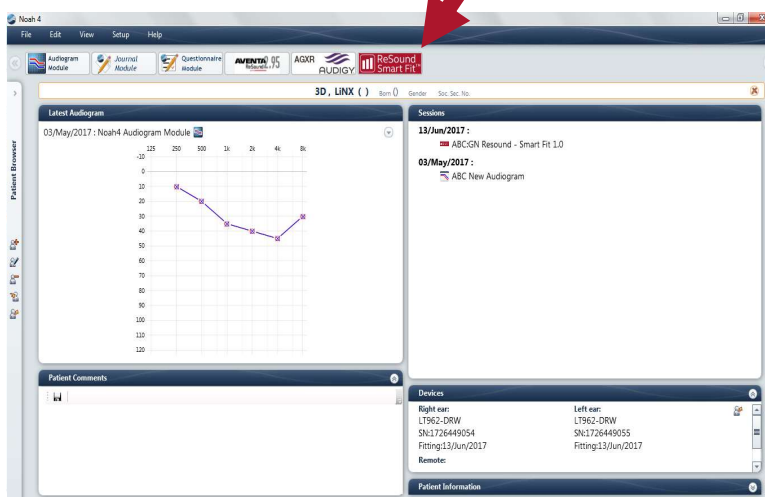 Noah 4
File Edit View Setup Help
Audiogram Module
Journal Module
Questionnaire Module
AVENTA 2.95
ReSound
AGXR AUDIGY
ReSound Smart Fit™
3D, LiNX ( ) Born () Gender Soc. Sec. No.
Patient Browser
Latest Audiogram
03/May/2017 : Noah4 Audiogram Module
125 250 500 1k 2k 4k 8k
-10
0
10
20
30
40
50
60
70
80
90
100
110
120
Patient Comments
Sessions
13/Jun/2017 :
ABC:GN Resound - Smart Fit 1.0
03/May/2017 :
ABC New Audiogram
Devices
Right ear:
LT962-DRW
SN:1726449054
Fitting:13/Jun/2017
Remote:
Left ear:
LT962-DRW
SN:1726449055
Fitting:13/Jun/2017
Patient Information